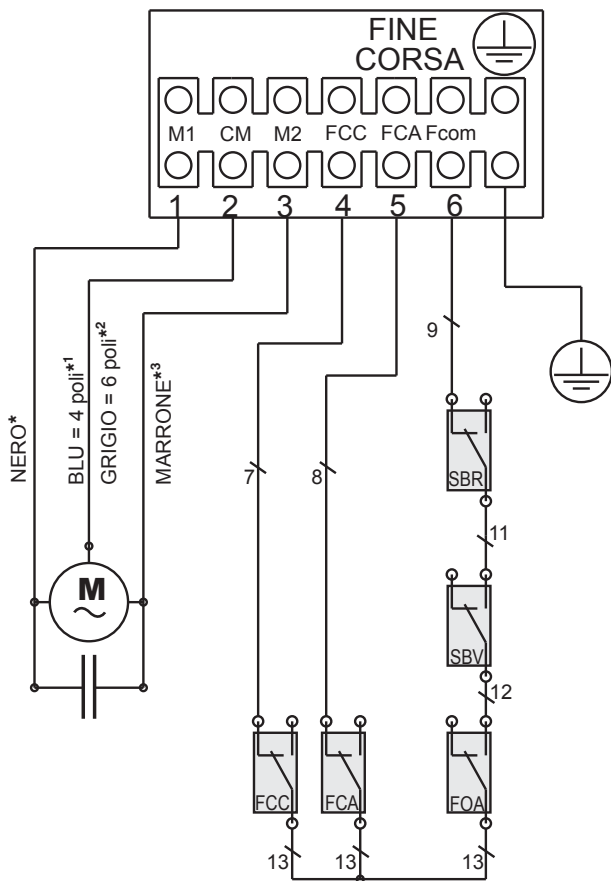 FINE
CORSA
M1 CM M2 FCC FCA Fcom
1 2 3 4 5 6
NERO*
BLU = 4 poli*1
GRIGIO = 6 poli*2
MARRONE*3
9
7
8
SBR
11
M
SBV
12
FCC
FCA
FOA
13
13
13